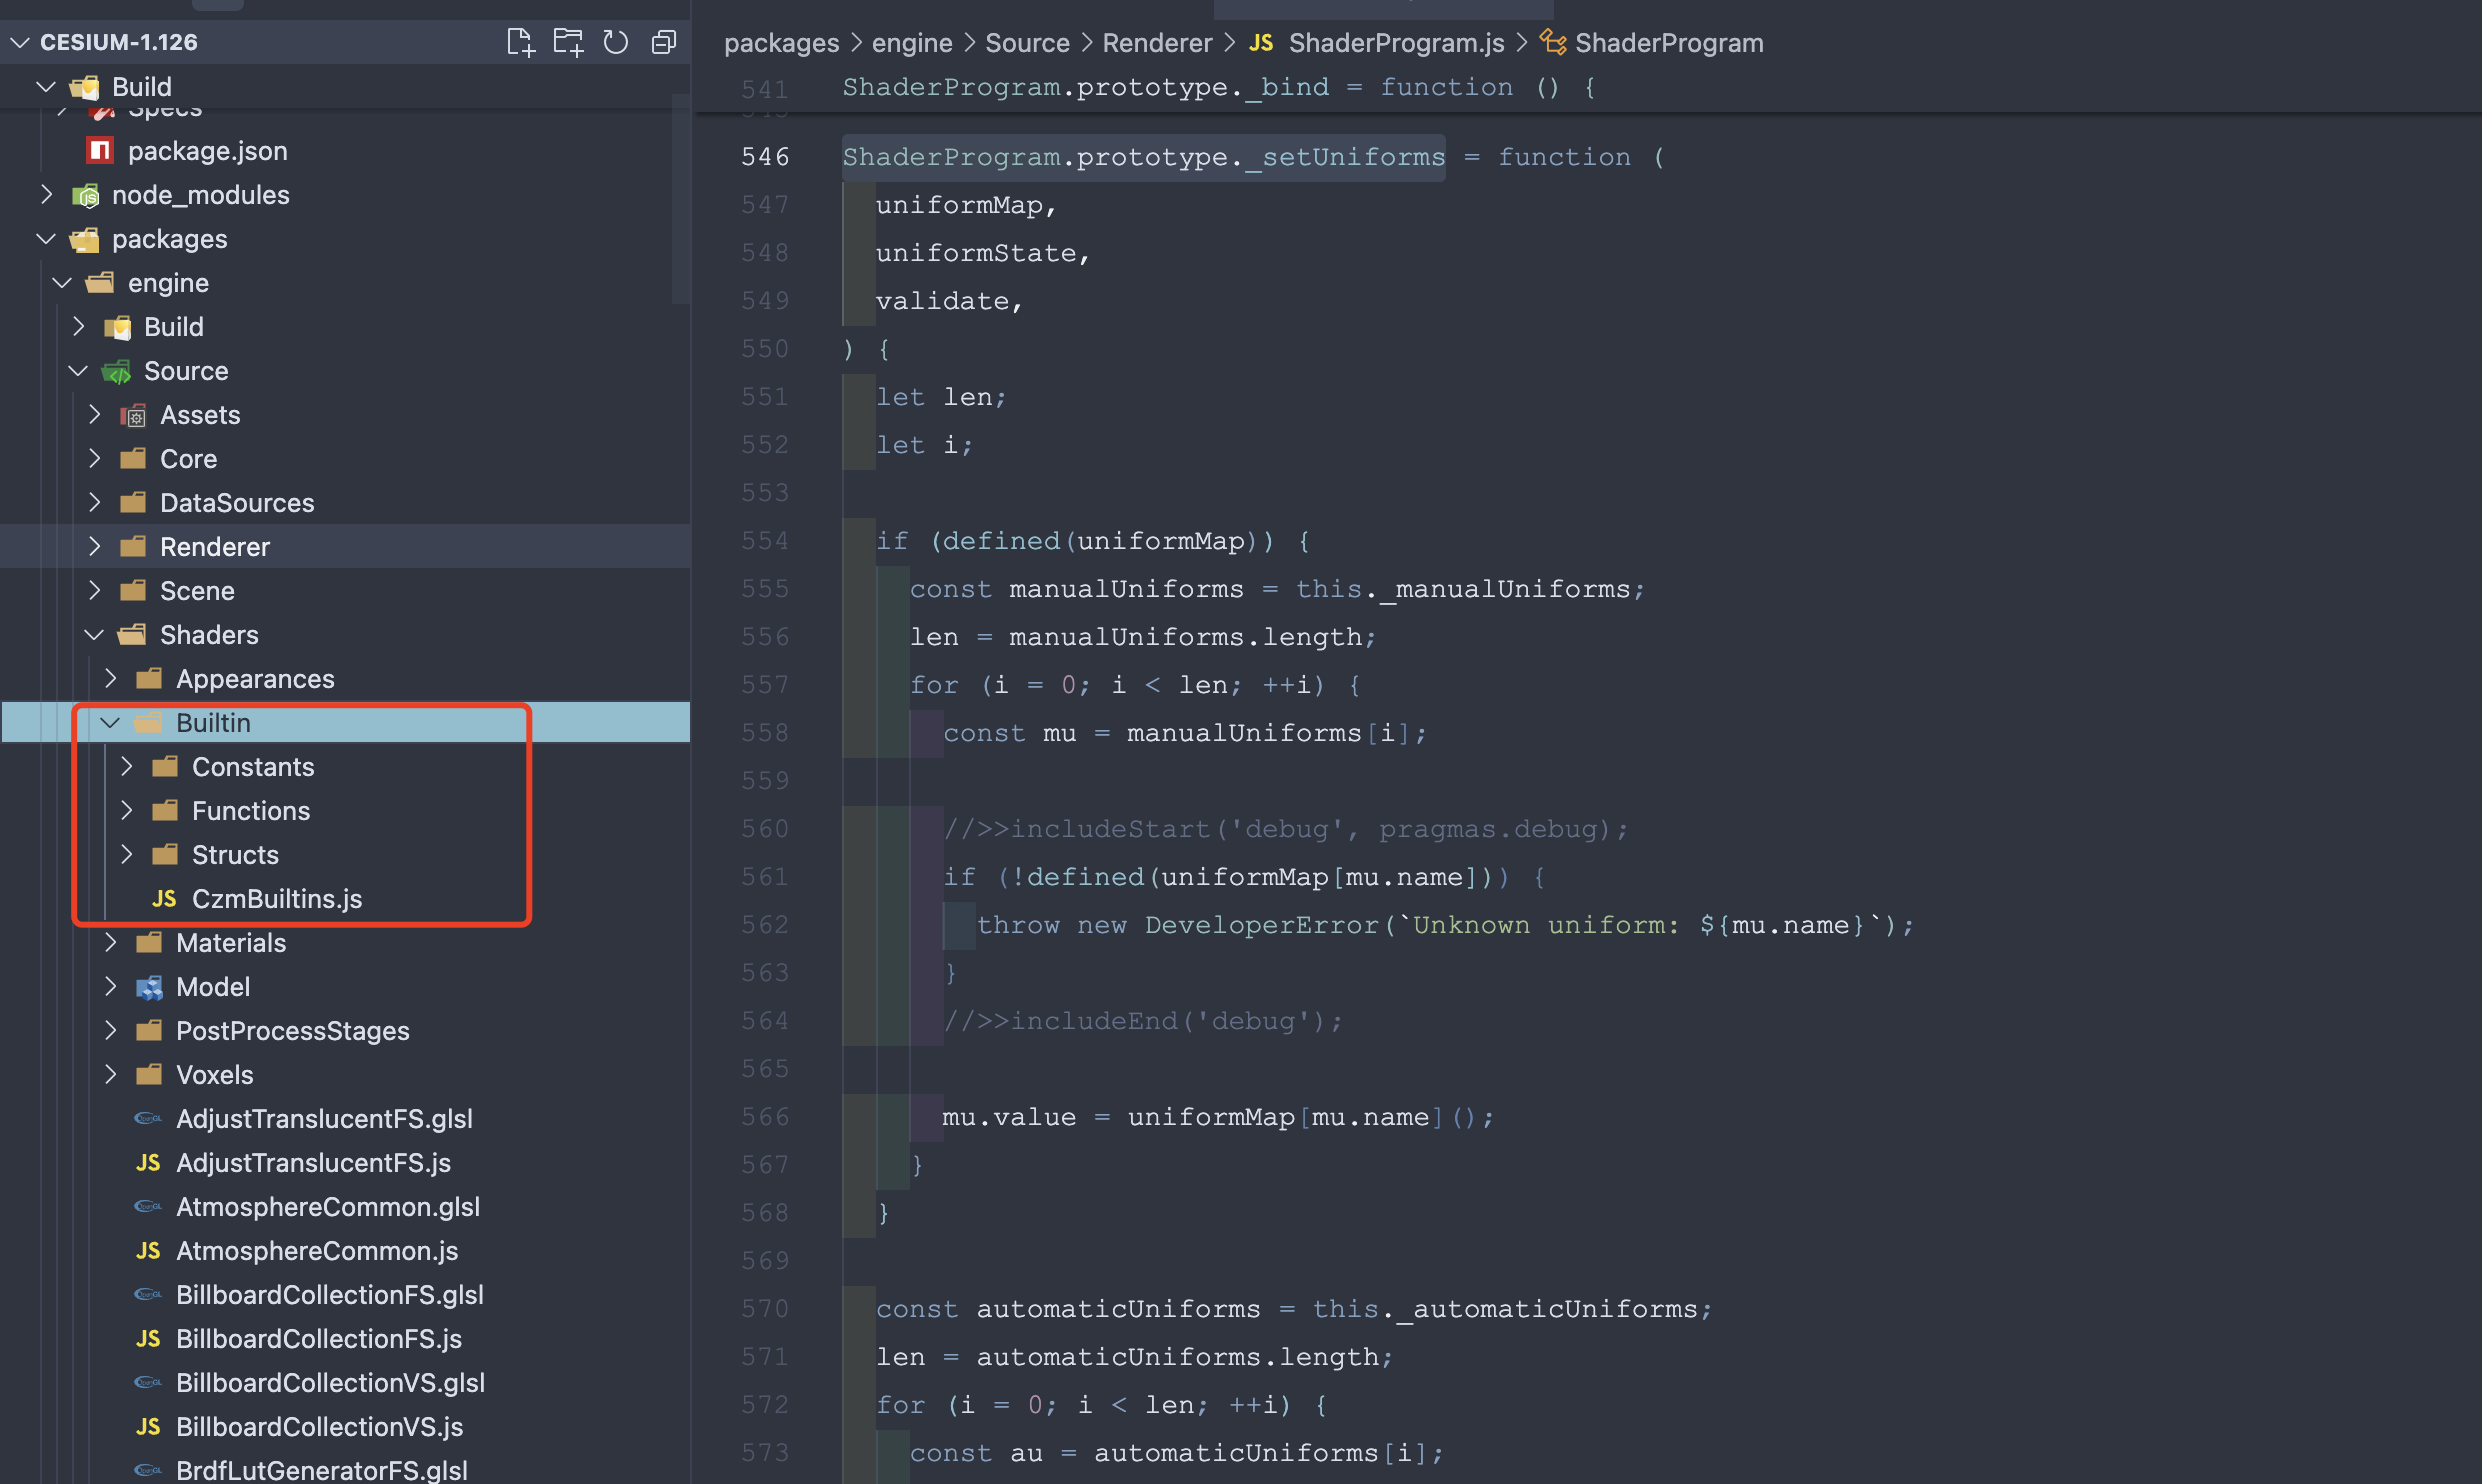 CESIUM-1.126
Build
Specs
package.json
node_modules
packages
engine
Build
Source
Assets
Core
DataSources
Renderer
Scene
Shaders
Appearances
Builtin
Constants
Functions
Structs
JS CzmBuiltins.js
Materials
Model
PostProcessStages
Voxels
AdjustTranslucentFS.glsl
JS AdjustTranslucentFS.js
AtmosphereCommon.glsl
JS AtmosphereCommon.js
BillboardCollectionFS.glsl
JS BillboardCollectionFS.js
BillboardCollectionVS.glsl
JS BillboardCollectionVS.js
BrdfLutGeneratorFS.glsl
packages > engine > Source > Renderer > JS ShaderProgram.js > ShaderProgram
541 ShaderProgram.prototype._bind = function () {
546 ShaderProgram.prototype._setUniforms = function (
547 uniformMap,
548 uniformState,
549 validate,
550 ) {
551 let len;
552 let i;
553
554 if (defined(uniformMap)) {
555 const manualUniforms = this._manualUniforms;
556 len = manualUniforms.length;
557 for (i = 0; i < len; ++i) {
558 const mu = manualUniforms[i];
559
560 //>>includeStart('debug', pragmas.debug);
561 if (!defined(uniformMap[mu.name])) {
562 throw new DeveloperError(`Unknown uniform: ${mu.name}`);
563 }
564 //>>includeEnd('debug');
565
566 mu.value = uniformMap[mu.name]();
567 }
568 }
569
570 const automaticUniforms = this._automaticUniforms;
571 len = automaticUniforms.length;
572 for (i = 0; i < len; ++i) {
573 const au = automaticUniforms[i];